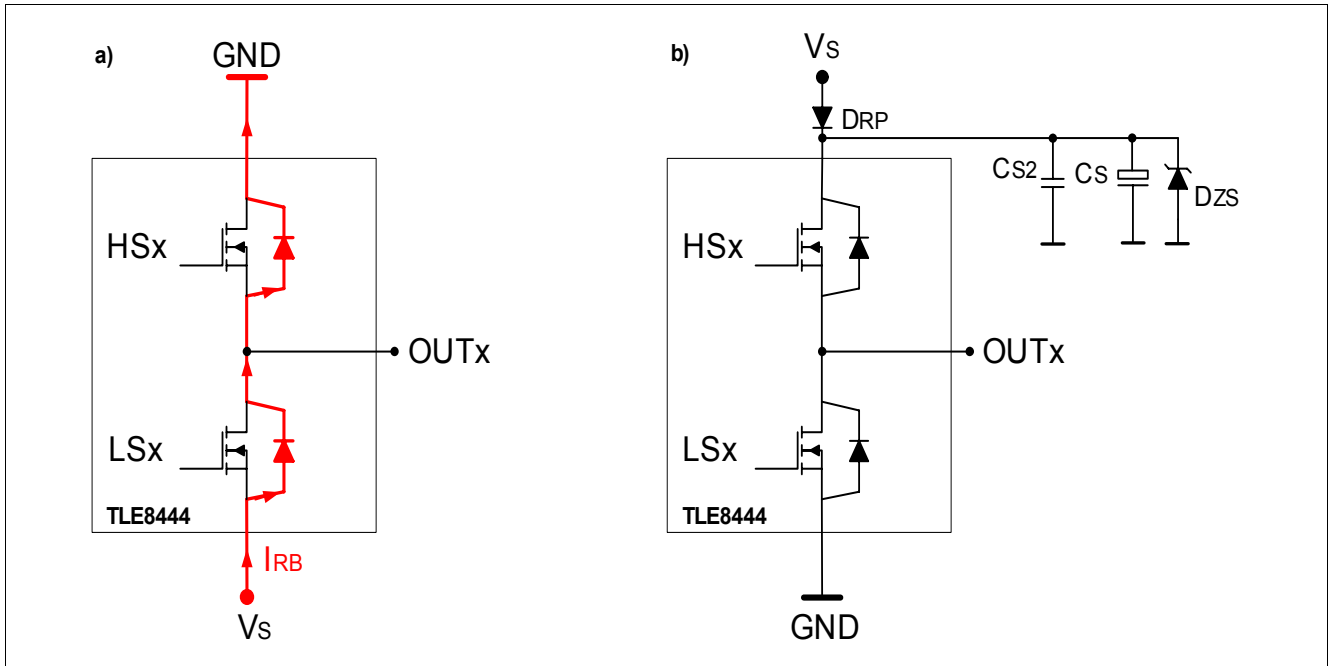 a)
GND
HSx
OUTx
LSx
TLE8444
IRB
VS
b)
VS
DRP
CS2
CS
DZS
HSx
OUTx
LSx
TLE8444
GND